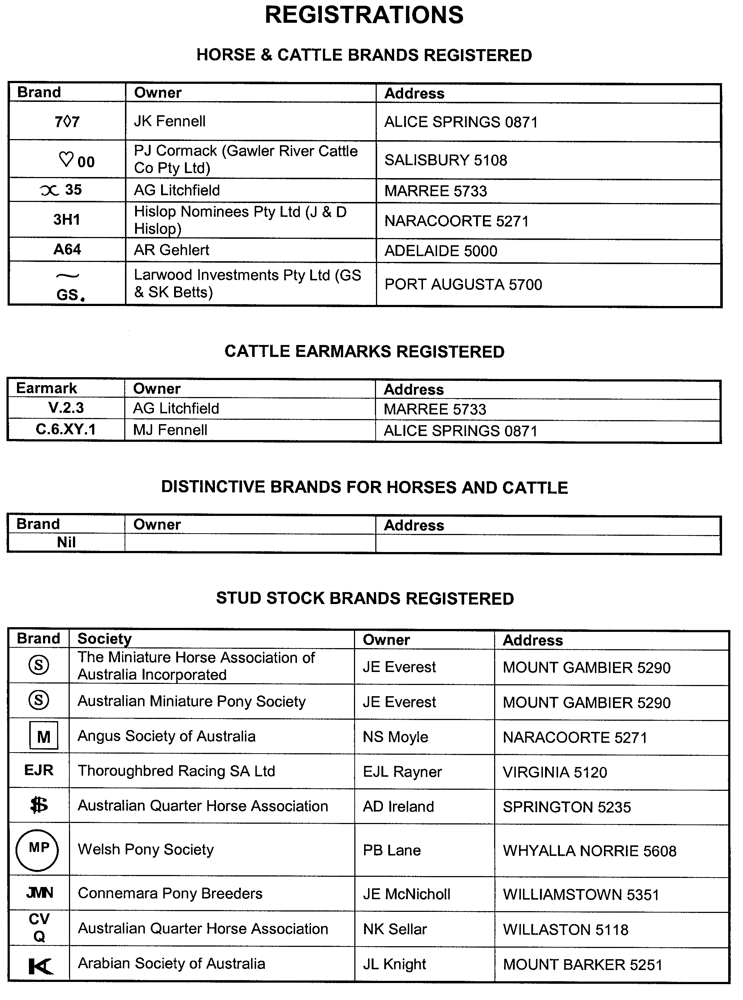 REGISTRATIONS
HORSE & CATTLE BRANDS REGISTERED
Brand Owner Address
7◊7 JK Fennell ALICE SPRINGS 0871
♡ 00 PJ Cormack (Gawler River Cattle
Co Pty Ltd) SALISBURY 5108
35 AG Litchfield MARREE 5733
3H1 Hislop Nominees Pty Ltd (J & D
Hislop) NARACOORTE 5271
A64 AR Gehlert ADELAIDE 5000
Larwood Investments Pty Ltd (GS
& SK Betts) PORT AUGUSTA 5700
GS.
CATTLE EARMARKS REGISTERED
Earmark Owner Address
V.2.3 AG Litchfield MARREE 5733
C.6.XY.1 MJ Fennell ALICE SPRINGS 0871
DISTINCTIVE BRANDS FOR HORSES AND CATTLE
Brand Owner Address
Nil
STUD STOCK BRANDS REGISTERED
Brand Society Owner Address
Ⓢ The Miniature Horse Association of
Australia Incorporated JE Everest MOUNT GAMBIER 5290
Ⓢ Australian Miniature Pony Society JE Everest MOUNT GAMBIER 5290
M Angus Society of Australia NS Moyle NARACOORTE 5271
EJR Thoroughbred Racing SA Ltd EJL Rayner VIRGINIA 5120
Australian Quarter Horse Association AD Ireland SPRINGTON 5235
MP Welsh Pony Society PB Lane WHYALLA NORRIE 5608
JMN Connemara Pony Breeders JE McNicholl WILLIAMSTOWN 5351
CV
Q Australian Quarter Horse Association NK Sellar WILLASTON 5118
Arabian Society of Australia JL Knight MOUNT BARKER 5251